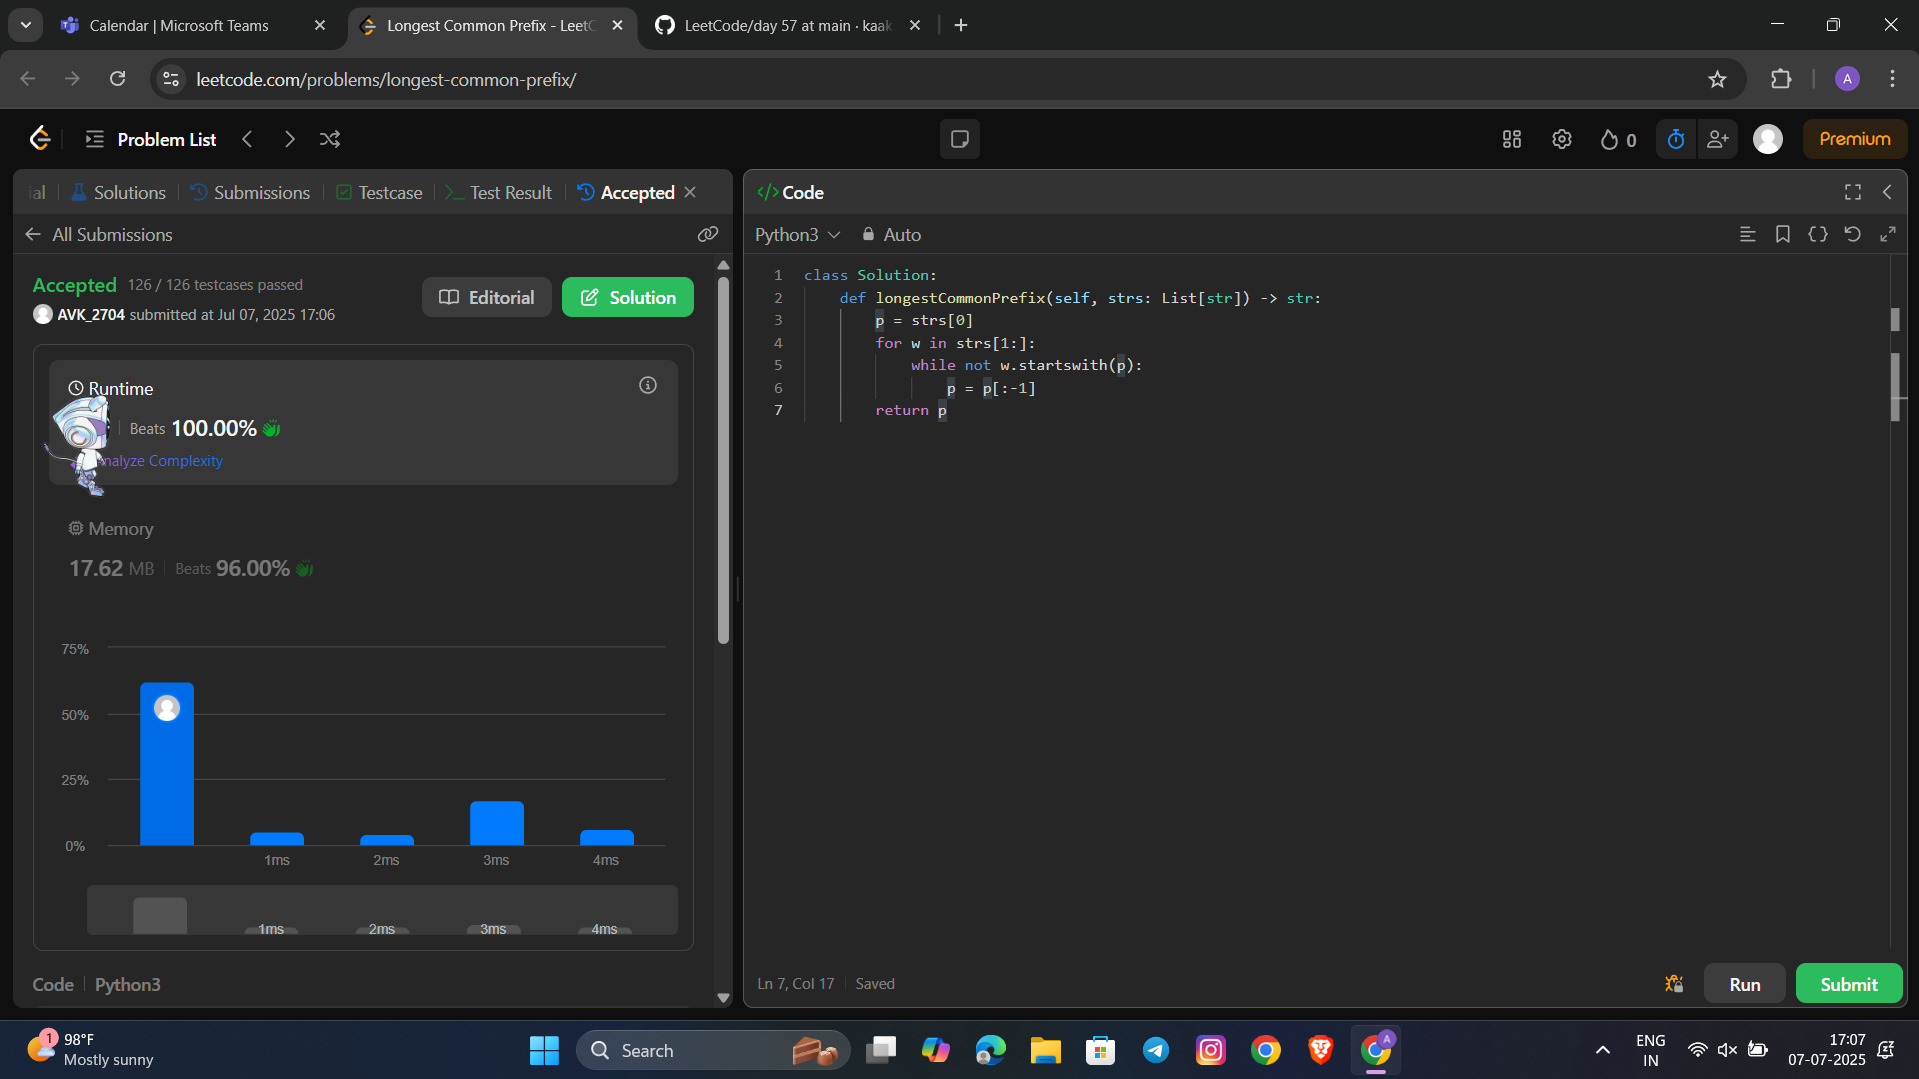 Calendar | Microsoft Teams
Longest Common Prefix - LeetC
LeetCode/day 57 at main · kaak
leetcode.com/problems/longest-common-prefix/
A
Problem List
0
Premium
ial
Solutions
Submissions
Testcase
Test Result
Accepted
All Submissions
Accepted 126 / 126 testcases passed
AVK_2704 submitted at Jul 07, 2025 17:06
Editorial
Solution
Runtime
Beats 100.00%
nalyze Complexity
Memory
17.62 MB Beats 96.00%
75%
50%
25%
0%
1ms 2ms 3ms 4ms
1ms 2ms 3ms 4ms
Code Python3
</> Code
Python3 Auto
1 class Solution:
2 def longestCommonPrefix(self, strs: List[str]) -> str:
3 p = strs[0]
4 for w in strs[1:]:
5 while not w.startswith(p):
6 p = p[:-1]
7 return p
Ln 7, Col 17 Saved
Run
Submit
1
98°F
Mostly sunny
Search
A
ENG
IN
17:07
07-07-2025